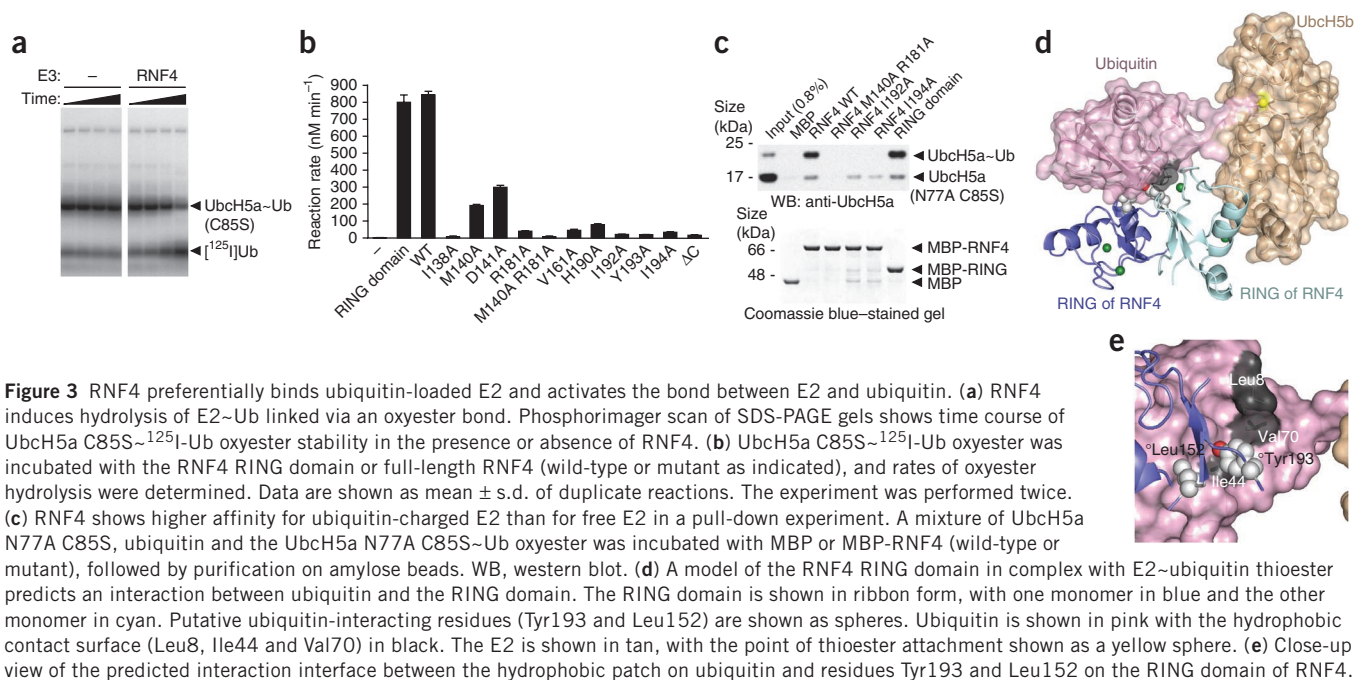 a
E3: – RNF4
Time:
UbcH5a~Ub
(C85S)
[¹²⁵I]Ub
b
Reaction rate (nM min⁻¹)
900
800
700
600
500
400
300
200
100
0
–
RING domain
WT
I138A
M140A
D141A
R181A
M140A R181A
V161A
H190A
I192A
Y193A
I194A
ΔC
c
Input (0.8%)
MBP
RNF4 WT
RNF4 M140A R181A
RNF4 I192A
RNF4 I194A
RING domain
Size
(kDa)
25 -
17 -
UbcH5a~Ub
UbcH5a
(N77A C85S)
WB: anti-UbcH5a
Size
(kDa)
66 -
48 -
MBP-RNF4
MBP-RING
MBP
Coomassie blue–stained gel
d
UbcH5b
Ubiquitin
RING of RNF4
RING of RNF4
e
Leu8
Val70
°Leu152
°Tyr193
Ile44
Figure 3 RNF4 preferentially binds ubiquitin-loaded E2 and activates the bond between E2 and ubiquitin. (a) RNF4
induces hydrolysis of E2~Ub linked via an oxyester bond. Phosphorimager scan of SDS-PAGE gels shows time course of
UbcH5a C85S~¹²⁵I-Ub oxyester stability in the presence or absence of RNF4. (b) UbcH5a C85S~¹²⁵I-Ub oxyester was
incubated with the RNF4 RING domain or full-length RNF4 (wild-type or mutant as indicated), and rates of oxyester
hydrolysis were determined. Data are shown as mean ± s.d. of duplicate reactions. The experiment was performed twice.
(c) RNF4 shows higher affinity for ubiquitin-charged E2 than for free E2 in a pull-down experiment. A mixture of UbcH5a
N77A C85S, ubiquitin and the UbcH5a N77A C85S~Ub oxyester was incubated with MBP or MBP-RNF4 (wild-type or
mutant), followed by purification on amylose beads. WB, western blot. (d) A model of the RNF4 RING domain in complex with E2~ubiquitin thioester
predicts an interaction between ubiquitin and the RING domain. The RING domain is shown in ribbon form, with one monomer in blue and the other
monomer in cyan. Putative ubiquitin-interacting residues (Tyr193 and Leu152) are shown as spheres. Ubiquitin is shown in pink with the hydrophobic
contact surface (Leu8, Ile44 and Val70) in black. The E2 is shown in tan, with the point of thioester attachment shown as a yellow sphere. (e) Close-up
view of the predicted interaction interface between the hydrophobic patch on ubiquitin and residues Tyr193 and Leu152 on the RING domain of RNF4.